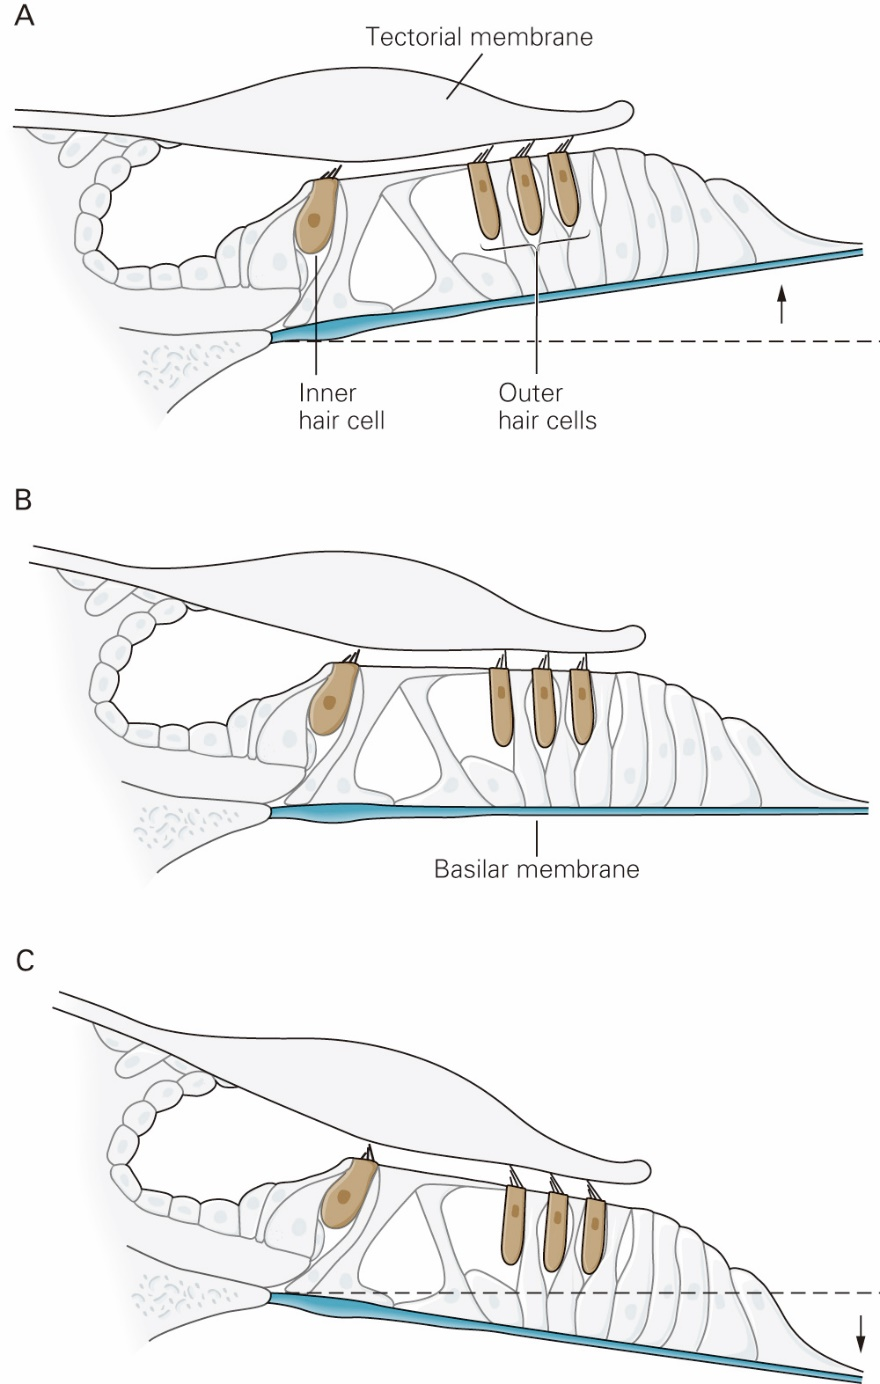 A
Tectorial membrane
Inner
hair cell
Outer
hair cells
B
Basilar membrane
C